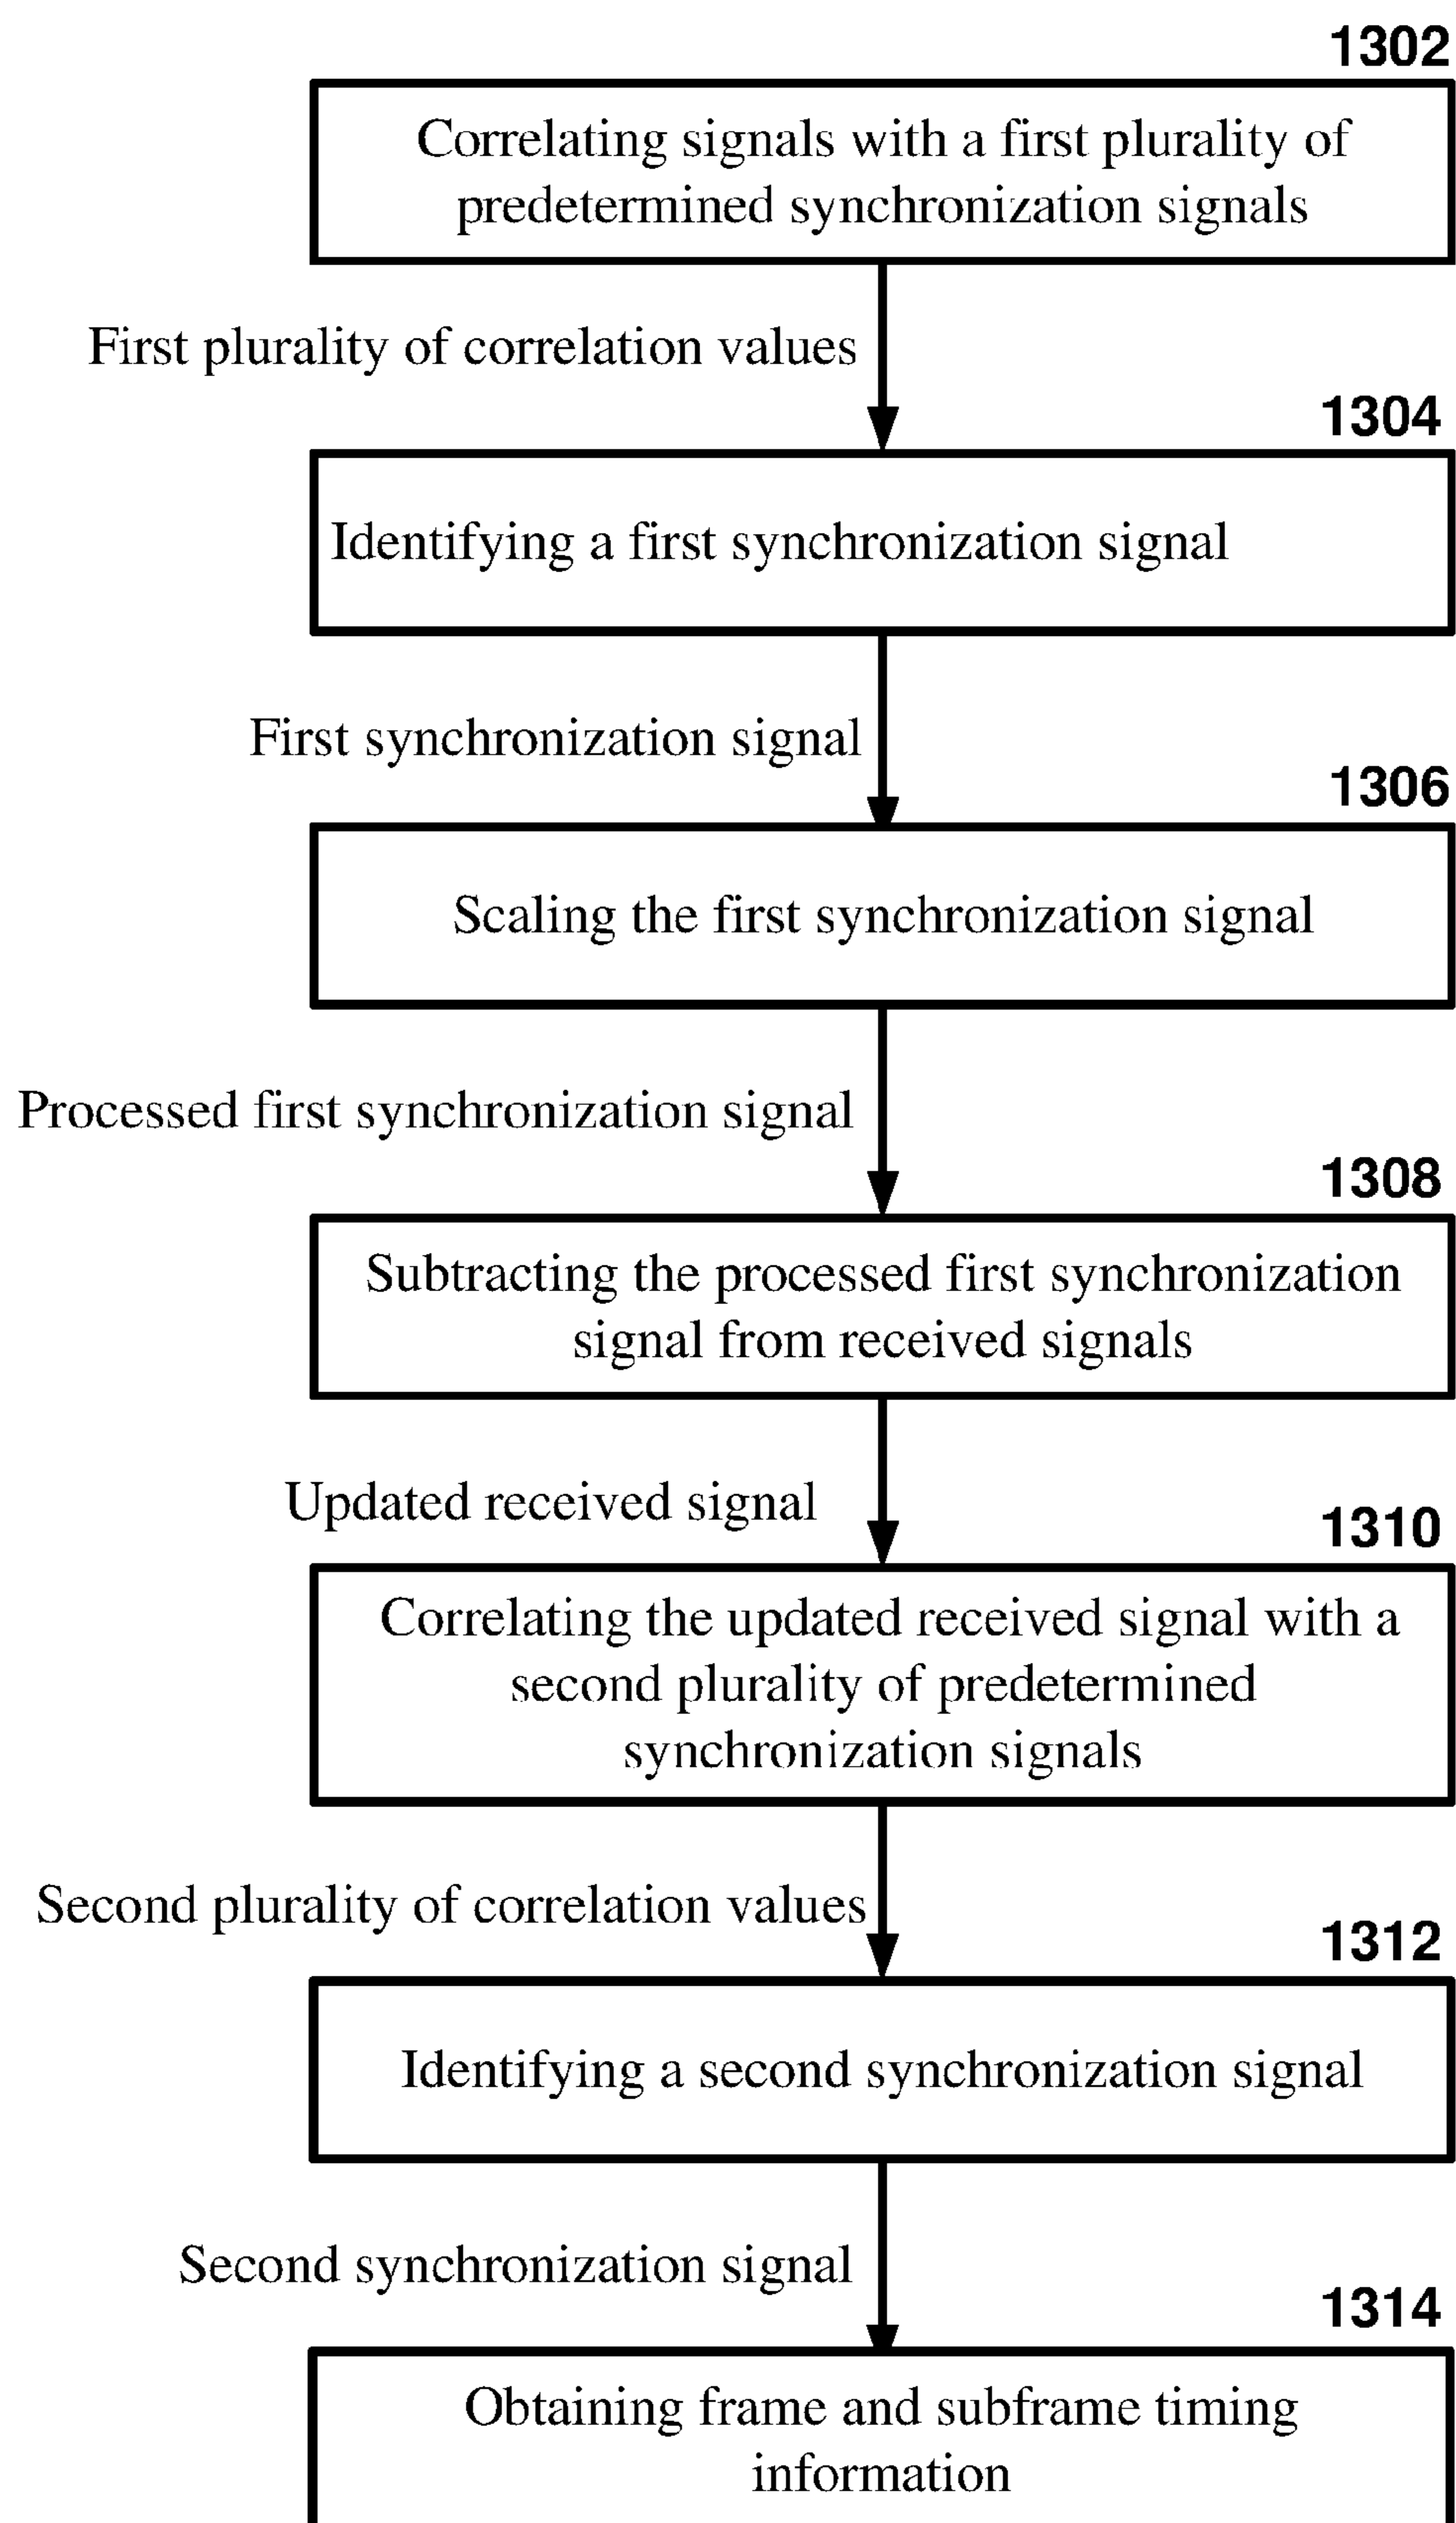 1302
Correlating signals with a first plurality of
predetermined synchronization signals
First plurality of correlation values
1304
Identifying a first synchronization signal
First synchronization signal
1306
Scaling the first synchronization signal
Processed first synchronization signal
1308
Subtracting the processed first synchronization
signal from received signals
Updated received signal
1310
Correlating the updated received signal with a
second plurality of predetermined
synchronization signals
Second plurality of correlation values
1312
Identifying a second synchronization signal
Second synchronization signal
1314
Obtaining frame and subframe timing
information